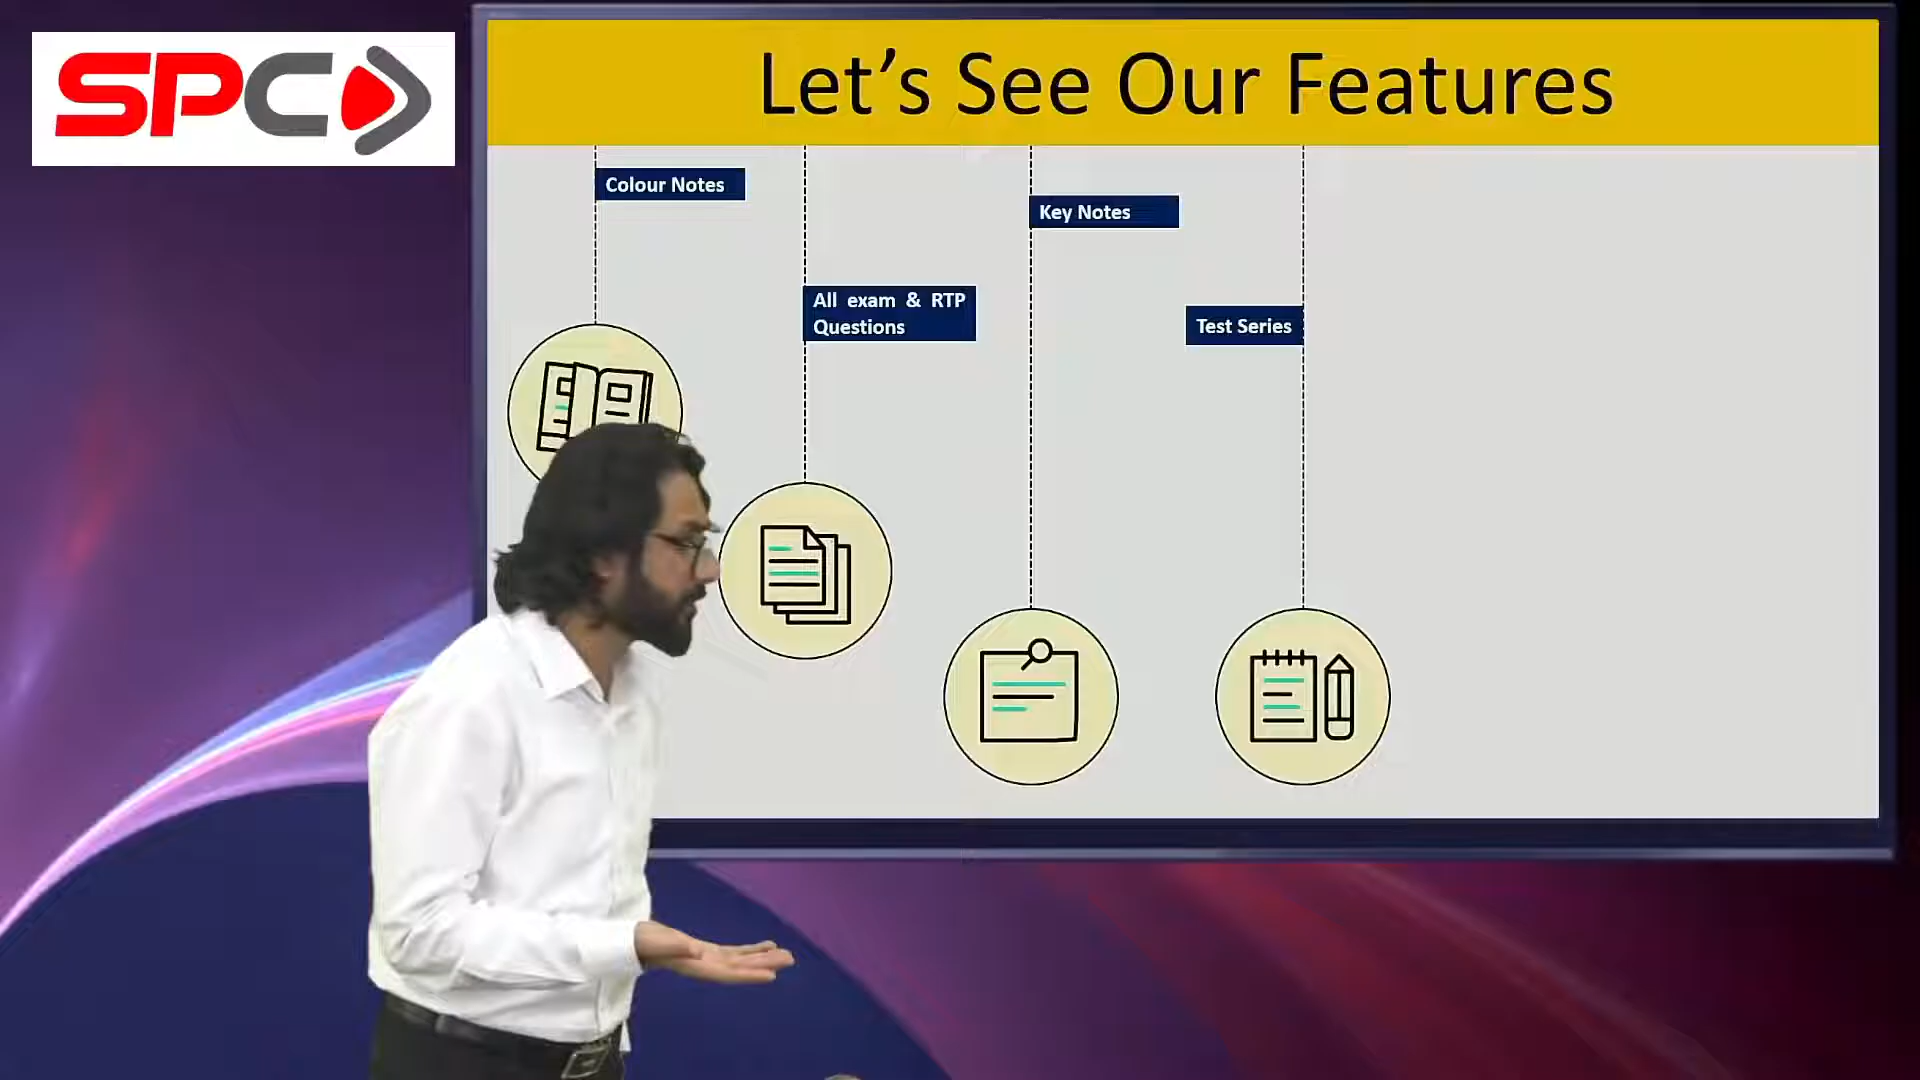 SPC
Let's See Our Features
Colour Notes
Key Notes
All exam & RTP
Questions
Test Series